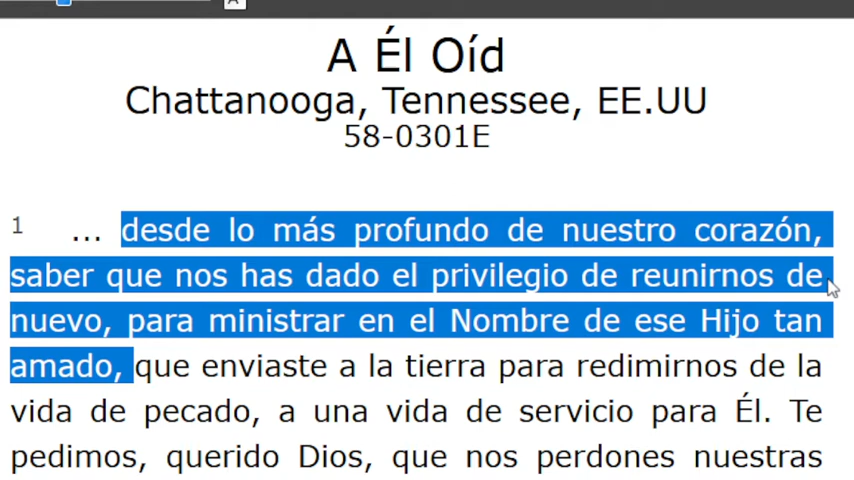 A Él Oíd
Chattanooga, Tennessee, EE.UU
58-0301E
1 ... desde lo más profundo de nuestro corazón,
saber que nos has dado el privilegio de reunirnos de
nuevo, para ministrar en el Nombre de ese Hijo tan
amado, que enviaste a la tierra para redimirnos de la
vida de pecado, a una vida de servicio para Él. Te
pedimos, querido Dios, que nos perdones nuestras